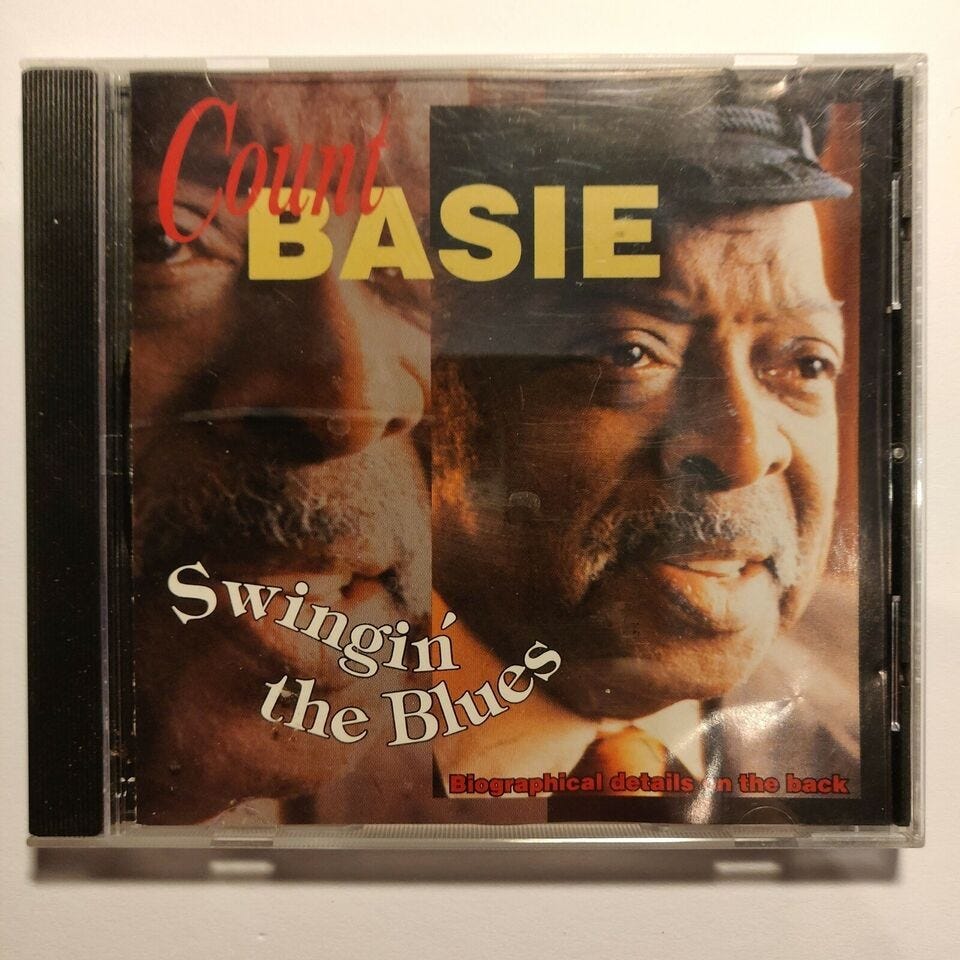 Count
BASIE
Swingin'
the Blues
Biographical details on the back